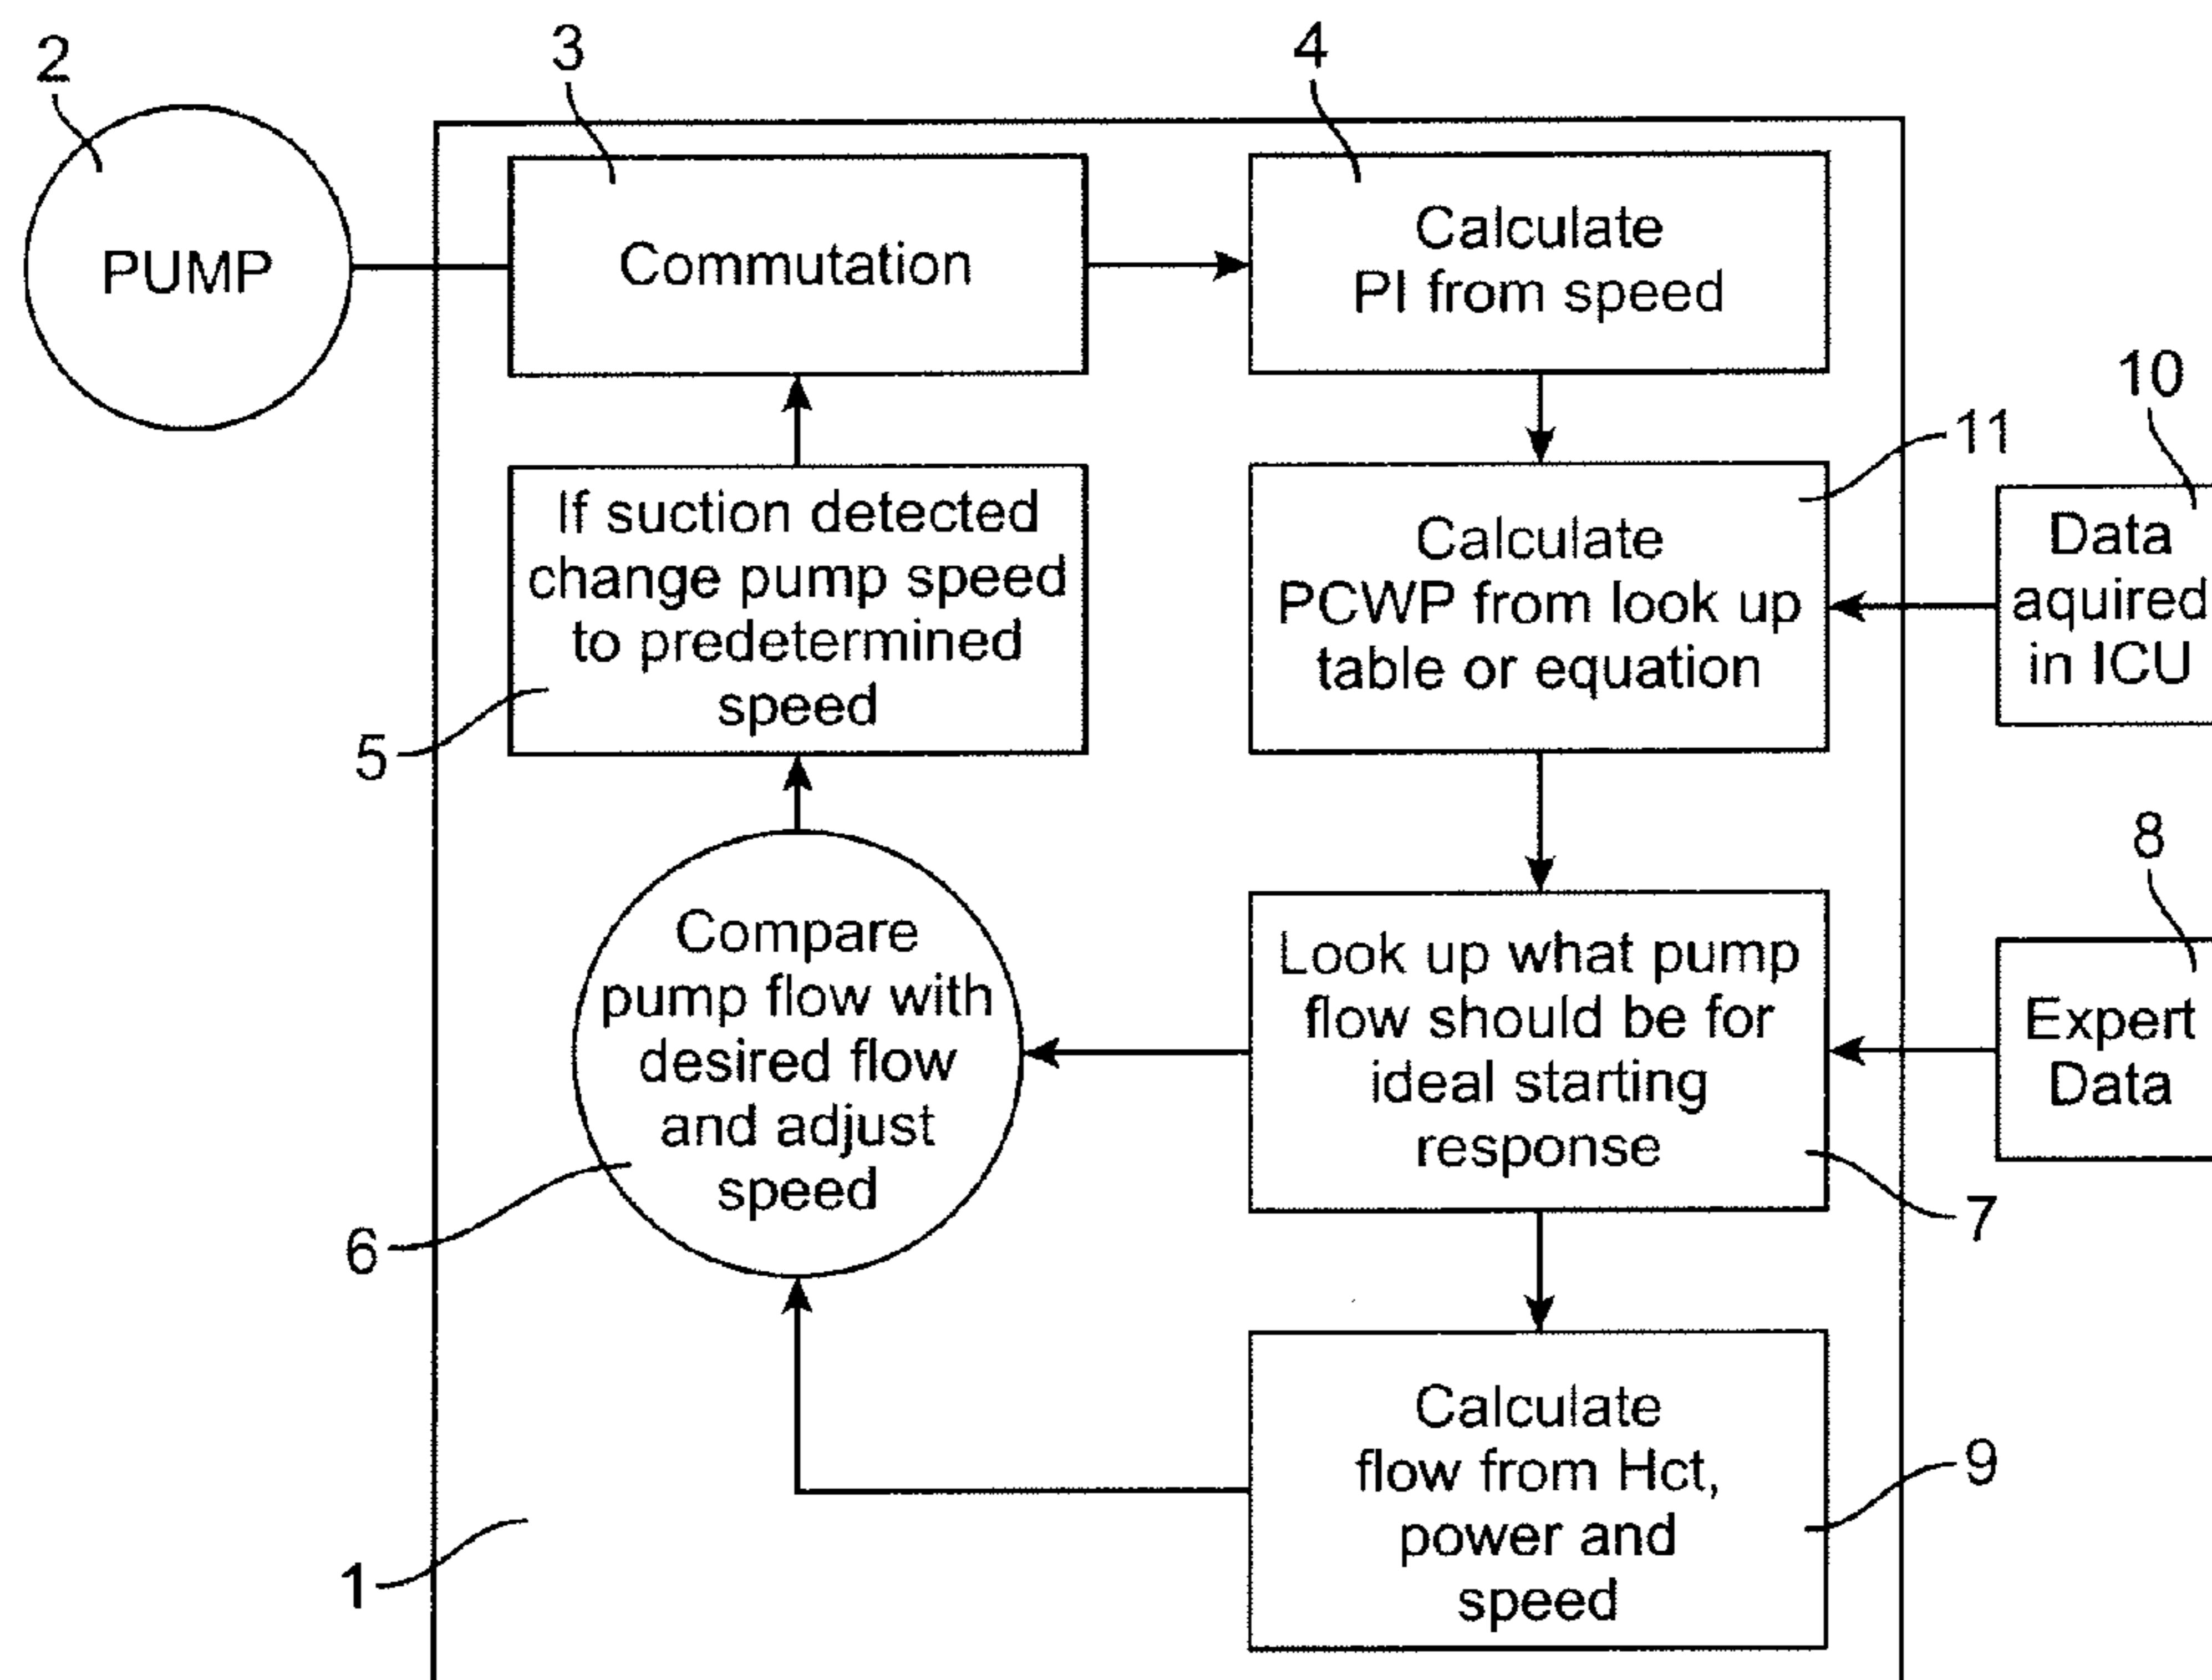 2
3
4
PUMP
Commutation
Calculate
PI from speed
10
11
If suction detected
change pump speed
to predetermined
speed
5
Calculate
PCWP from look up
table or equation
Data
aquired
in ICU
8
Compare
pump flow with
desired flow
and adjust
speed
6
Look up what pump
flow should be for
ideal starting
response
7
Expert
Data
Calculate
flow from Hct,
power and
speed
9
1